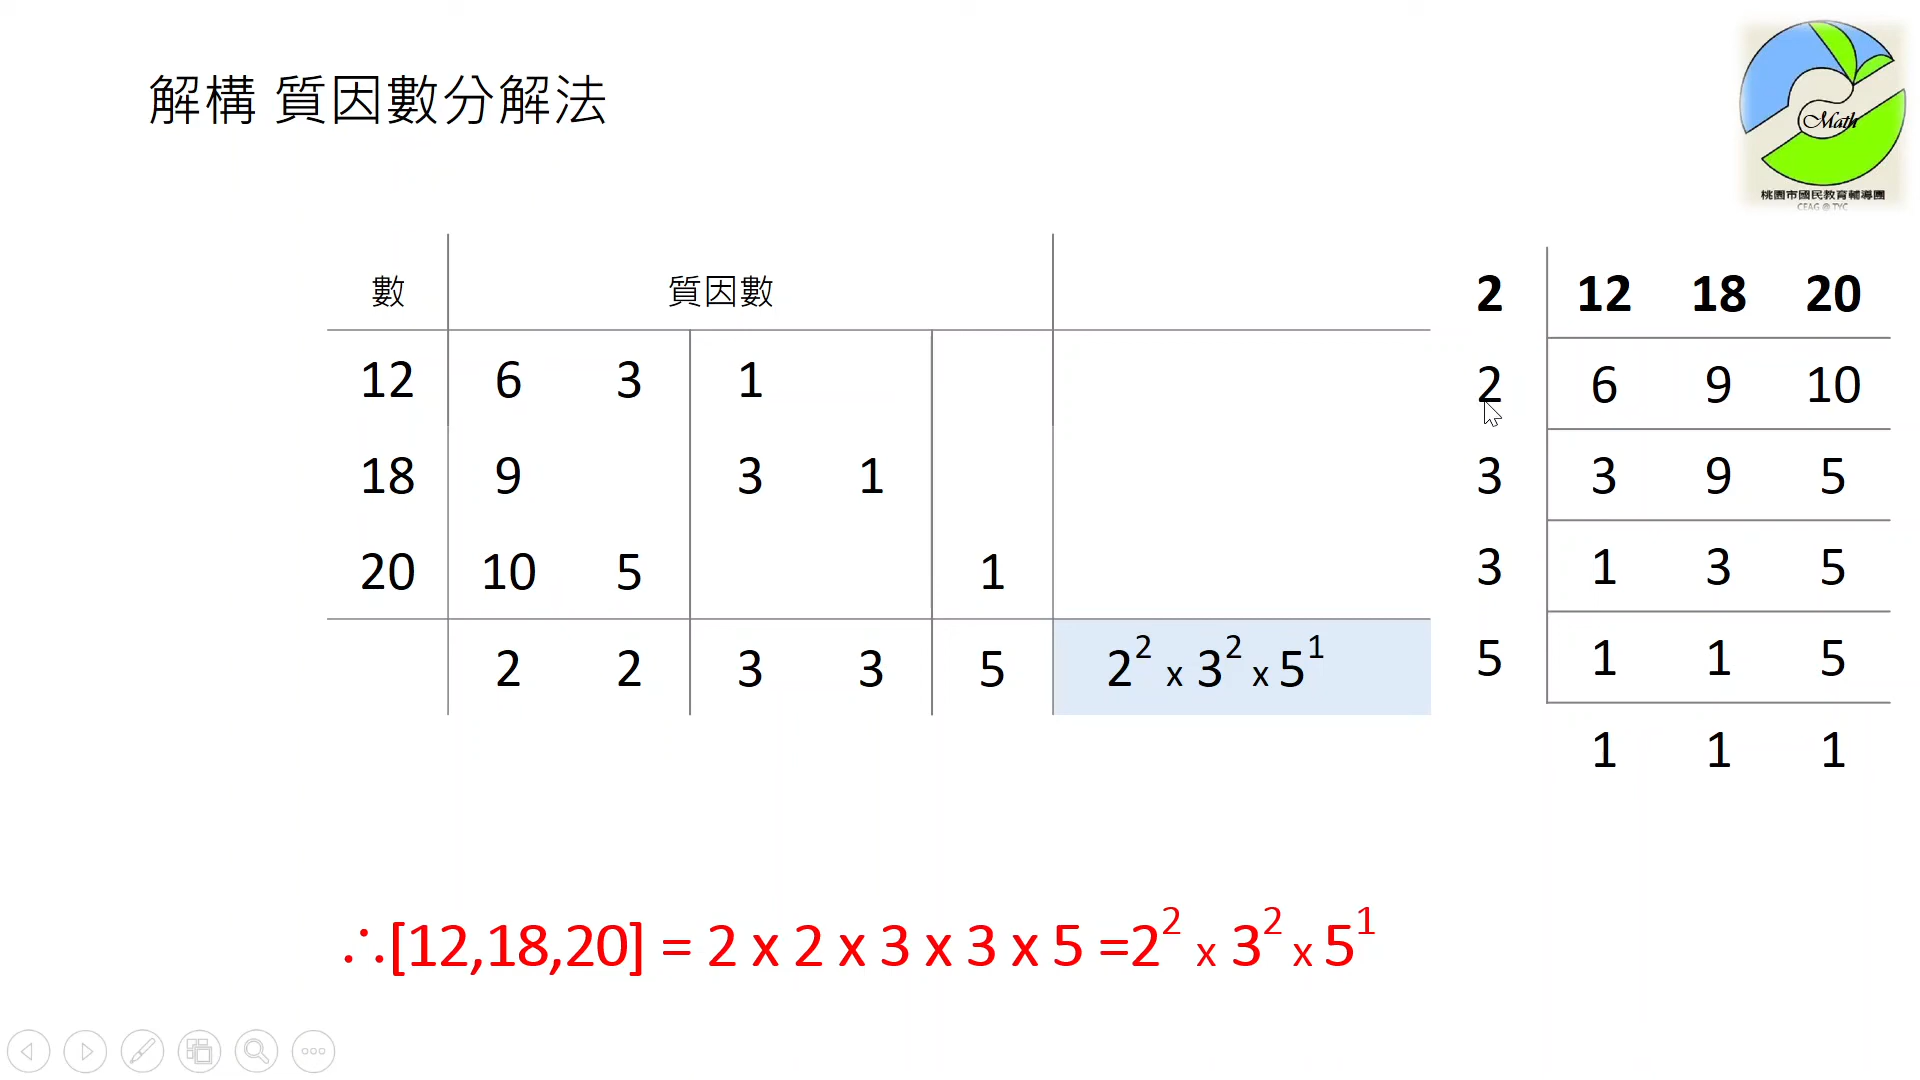 解構 質因數分解法
Math
桃園市國民教育輔導團
CEAG @ TYC
數 質因數
12 6 3 1
18 9 3 1
20 10 5 1
2 2 3 3 5 2² x 3² x 5¹
2 12 18 20
2 6 9 10
3 3 9 5
3 1 3 5
5 1 1 5
1 1 1
∴[12,18,20] = 2 x 2 x 3 x 3 x 5 =2² x 3² x 5¹